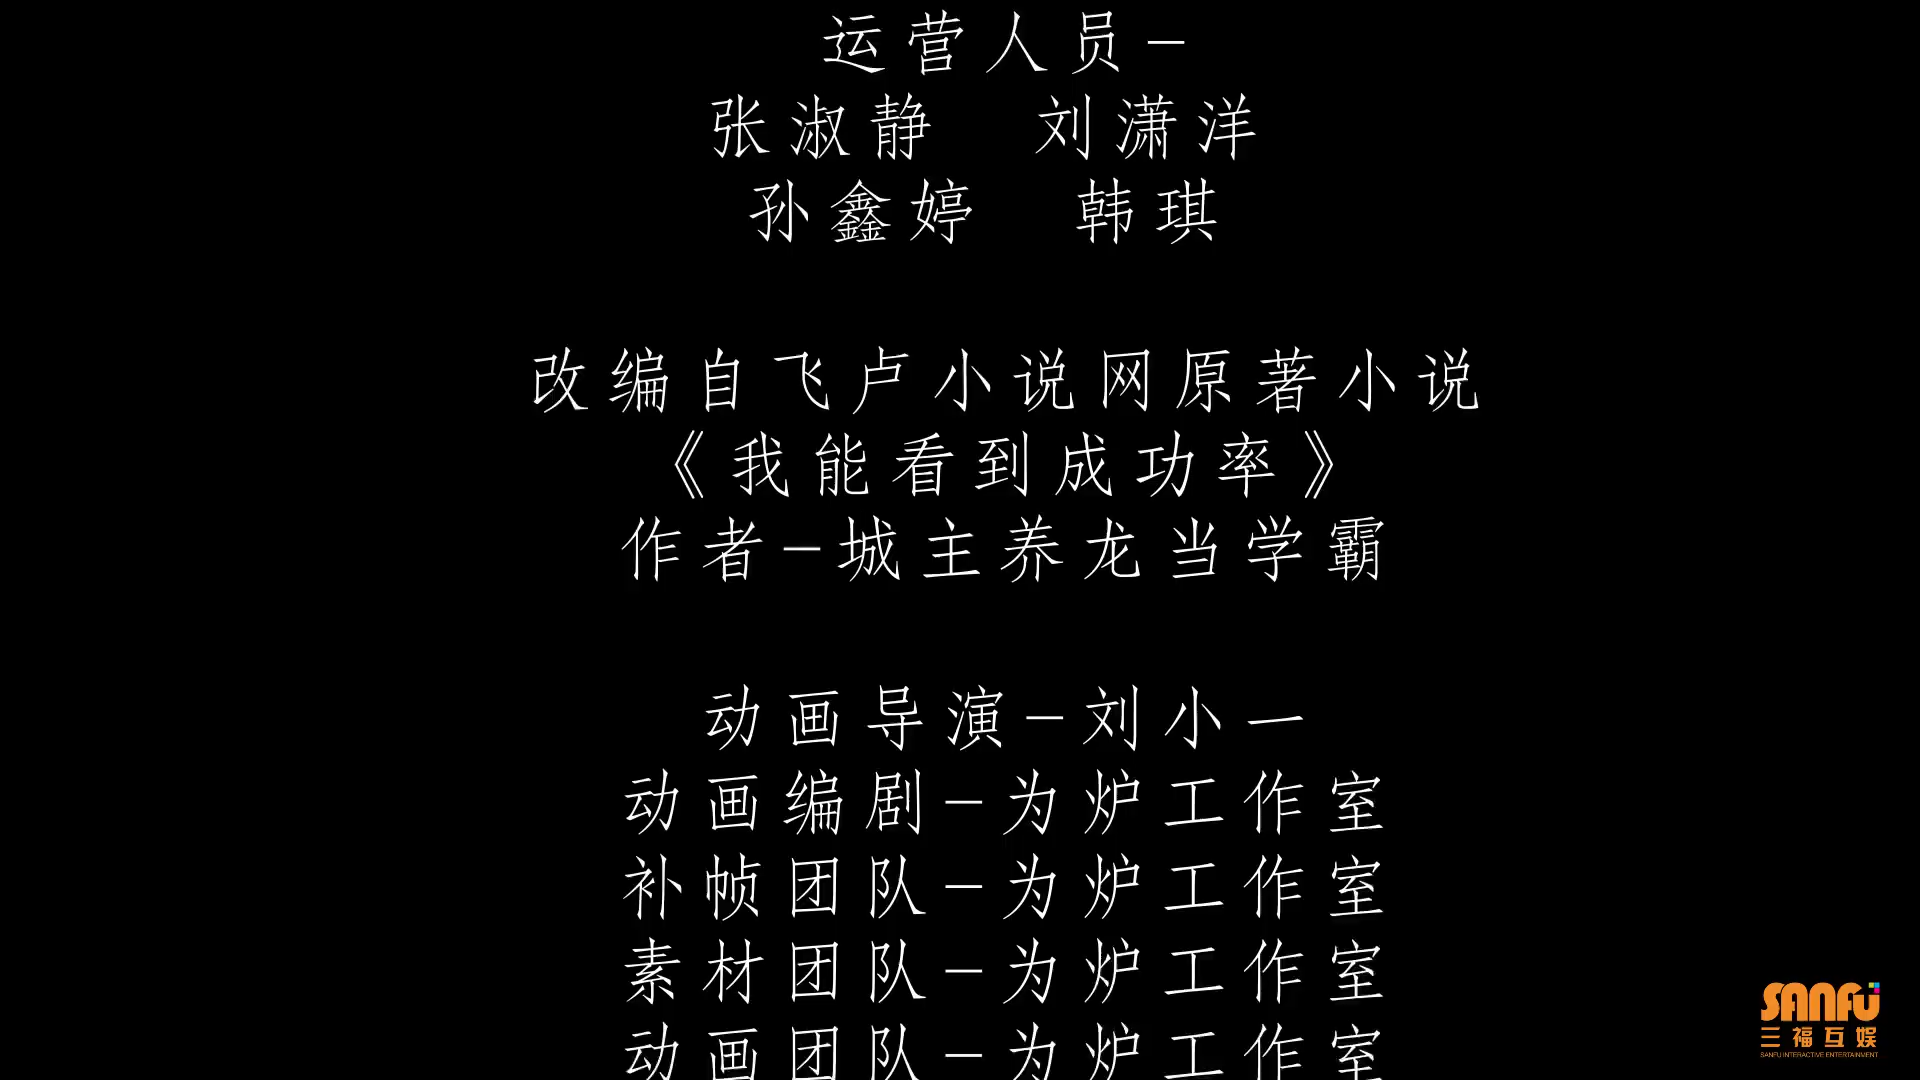 运营人员-
张淑静 刘潇洋
孙鑫婷 韩琪
改编自飞卢小说网原著小说
《我能看到成功率》
作者-城主养龙当学霸
动画导演-刘小一
动画编剧-为炉工作室
补帧团队-为炉工作室
素材团队-为炉工作室
动画团队-为炉工作室
SANFU
三福互娱
SANFU INTERACTIVE ENTERTAINMENT